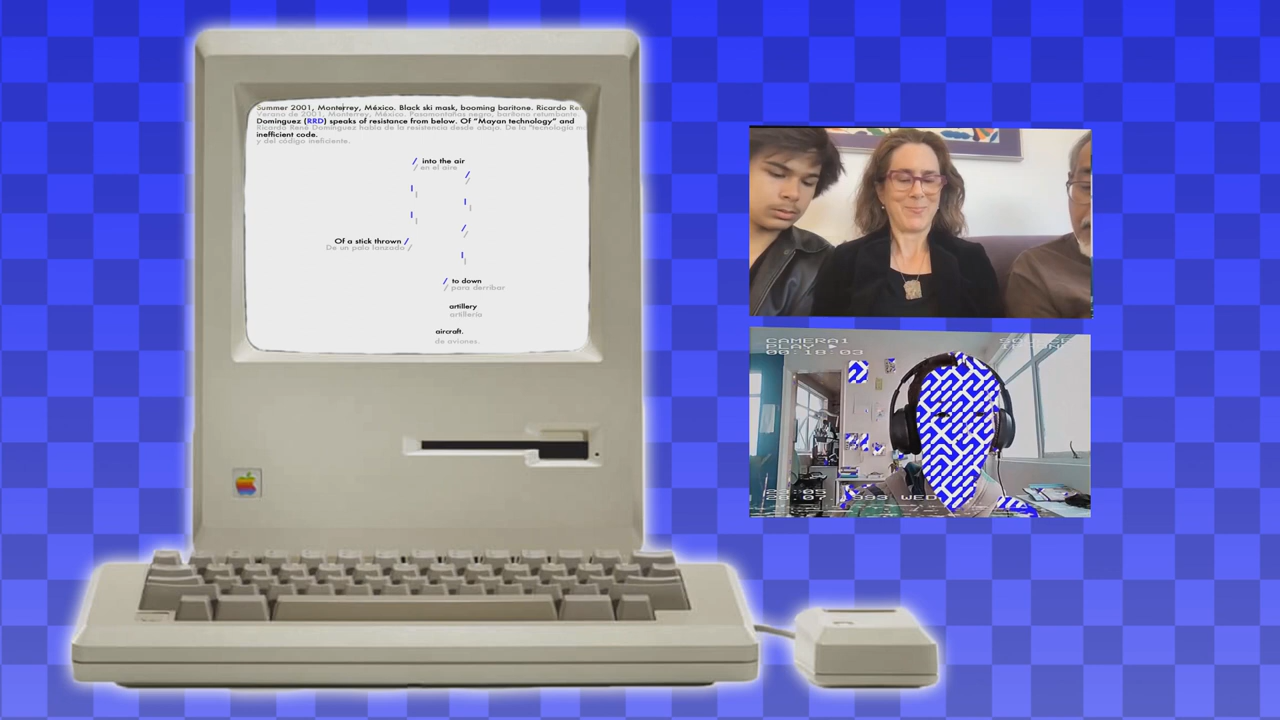 Summer 2001, Monterrey, México. Black ski mask, booming baritone. Ricardo Ren
Verano de 2001, Monterrey, México. Pasamontañas negro, barítono retumbante.
Dominguez (RRD) speaks of resistance from below. Of "Mayan technology" and
Ricardo René Dominguez habla de la resistencia desde abajo. De la "tecnología m
inefficient code.
y del código ineficiente.
/ into the air
/ en el aire
Of a stick thrown /
De un palo lanzado /
/ to down
/ para derribar
artillery
artillería
aircraft.
de aviones.
CAMERA1
PLAY
00:18:03